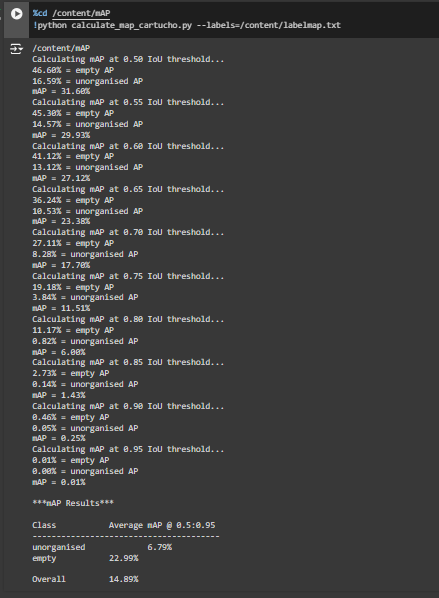 %cd /content/mAP
!python calculate_map_cartucho.py --labels=/content/labelmap.txt
/content/mAP
Calculating mAP at 0.50 IoU threshold...
46.60% = empty AP
16.59% = unorganised AP
mAP = 31.60%
Calculating mAP at 0.55 IoU threshold...
45.30% = empty AP
14.57% = unorganised AP
mAP = 29.93%
Calculating mAP at 0.60 IoU threshold...
41.12% = empty AP
13.12% = unorganised AP
mAP = 27.12%
Calculating mAP at 0.65 IoU threshold...
36.24% = empty AP
10.53% = unorganised AP
mAP = 23.38%
Calculating mAP at 0.70 IoU threshold...
27.11% = empty AP
8.28% = unorganised AP
mAP = 17.70%
Calculating mAP at 0.75 IoU threshold...
19.18% = empty AP
3.84% = unorganised AP
mAP = 11.51%
Calculating mAP at 0.80 IoU threshold...
11.17% = empty AP
0.82% = unorganised AP
mAP = 6.00%
Calculating mAP at 0.85 IoU threshold...
2.73% = empty AP
0.14% = unorganised AP
mAP = 1.43%
Calculating mAP at 0.90 IoU threshold...
0.46% = empty AP
0.05% = unorganised AP
mAP = 0.25%
Calculating mAP at 0.95 IoU threshold...
0.01% = empty AP
0.00% = unorganised AP
mAP = 0.01%
***mAP Results***
Class Average mAP @ 0.5:0.95
---------------------------------------
unorganised 6.79%
empty 22.99%
Overall 14.89%